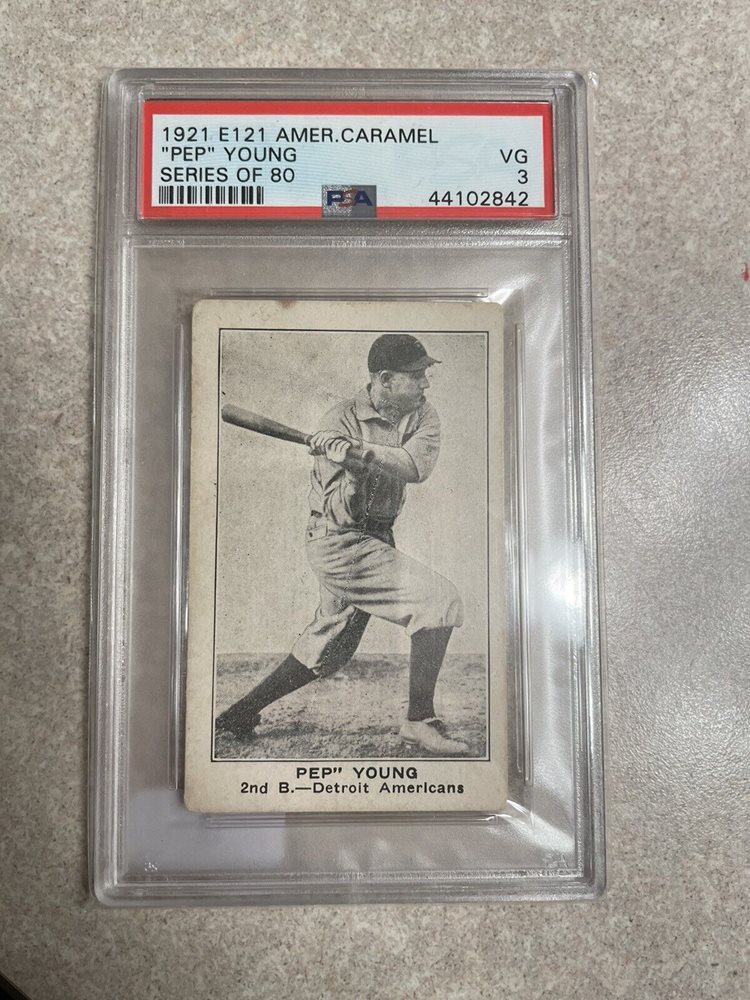 1921 E121 AMER.CARAMEL
"PEP" YOUNG VG
SERIES OF 80 3
PSA 44102842
PEP" YOUNG
2nd B.—Detroit Americans